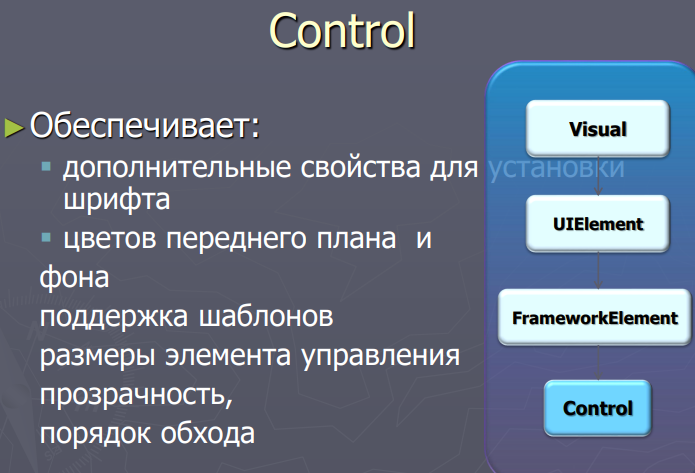 Control
Обеспечивает:
дополнительные свойства для установки
шрифта
цветов переднего плана и
фона
поддержка шаблонов
размеры элемента управления
прозрачность,
порядок обхода
Visual
UIElement
FrameworkElement
Control